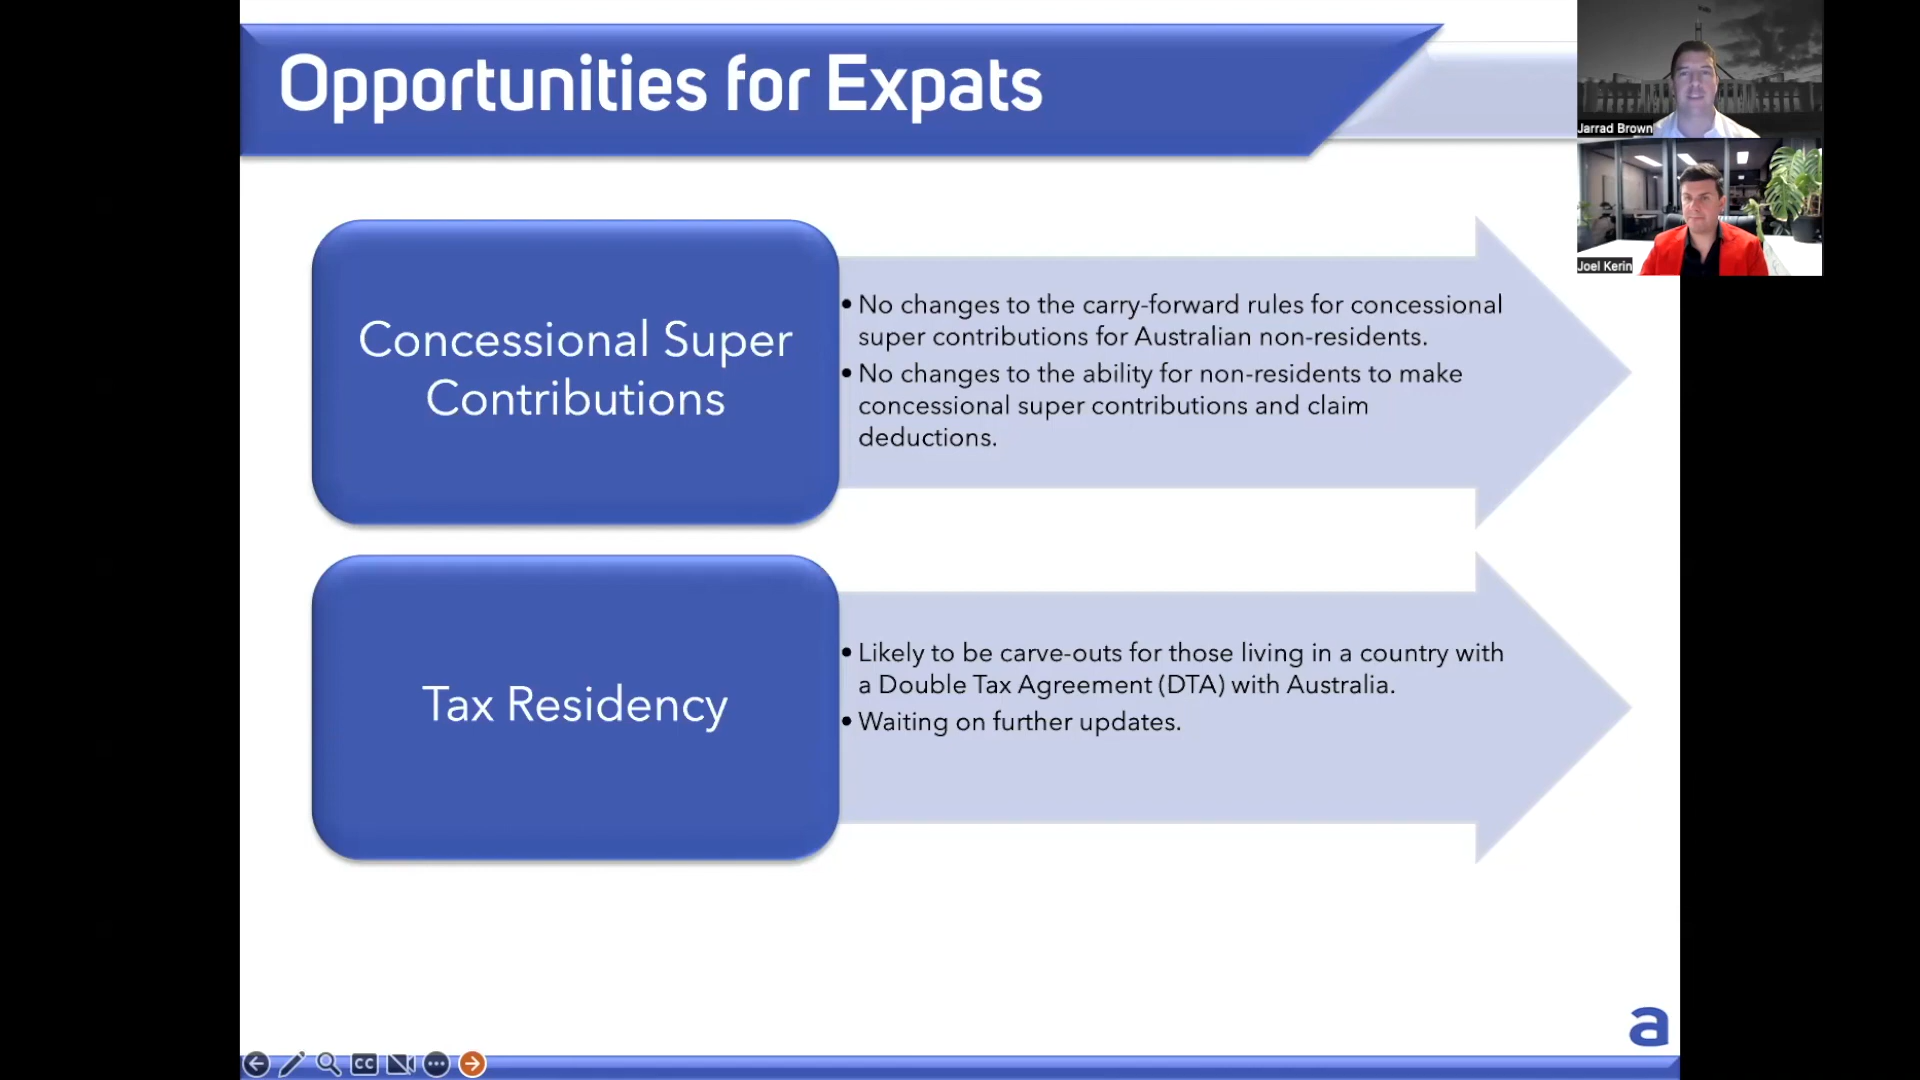 Opportunities for Expats
Jarrad Brown
Joel Kerin
Concessional Super
Contributions
• No changes to the carry-forward rules for concessional
super contributions for Australian non-residents.
• No changes to the ability for non-residents to make
concessional super contributions and claim
deductions.
Tax Residency
• Likely to be carve-outs for those living in a country with
a Double Tax Agreement (DTA) with Australia.
• Waiting on further updates.
a
CC